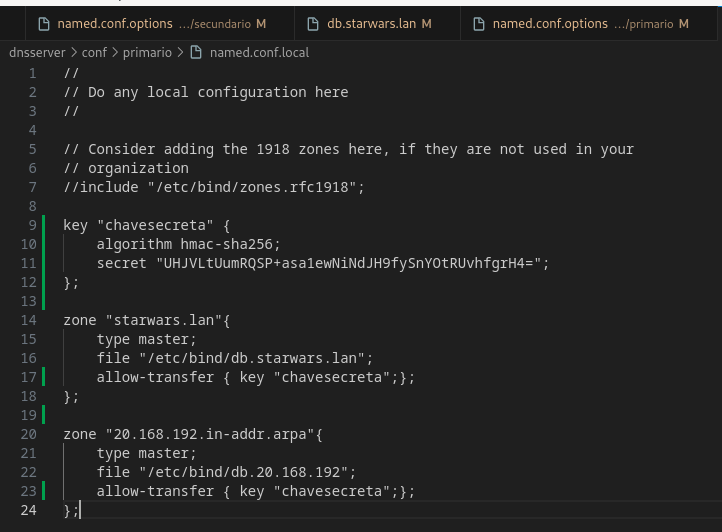 named.conf.options .../secundario M
db.starwars.lan M
named.conf.options .../primario M
dnsserver > conf > primario > named.conf.local
1 //
2 // Do any local configuration here
3 //
4
5 // Consider adding the 1918 zones here, if they are not used in your
6 // organization
7 //include "/etc/bind/zones.rfc1918";
8
9 key "chavesecreta" {
10 algorithm hmac-sha256;
11 secret "UHJVLtUumRQSP+asa1ewNiNdJH9fySnYOtRUvhfgrH4=";
12 };
13
14 zone "starwars.lan"{
15 type master;
16 file "/etc/bind/db.starwars.lan";
17 allow-transfer { key "chavesecreta";};
18 };
19
20 zone "20.168.192.in-addr.arpa"{
21 type master;
22 file "/etc/bind/db.20.168.192";
23 allow-transfer { key "chavesecreta";};
24 };